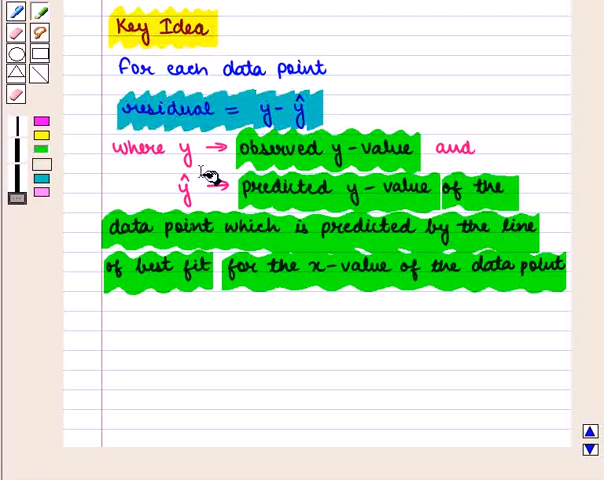 Key Idea
For each data point
residual = y - ŷ
where y → observed y-value and
ŷ → predicted y-value of the
data point which is predicted by the line
of best fit for the x-value of the data point